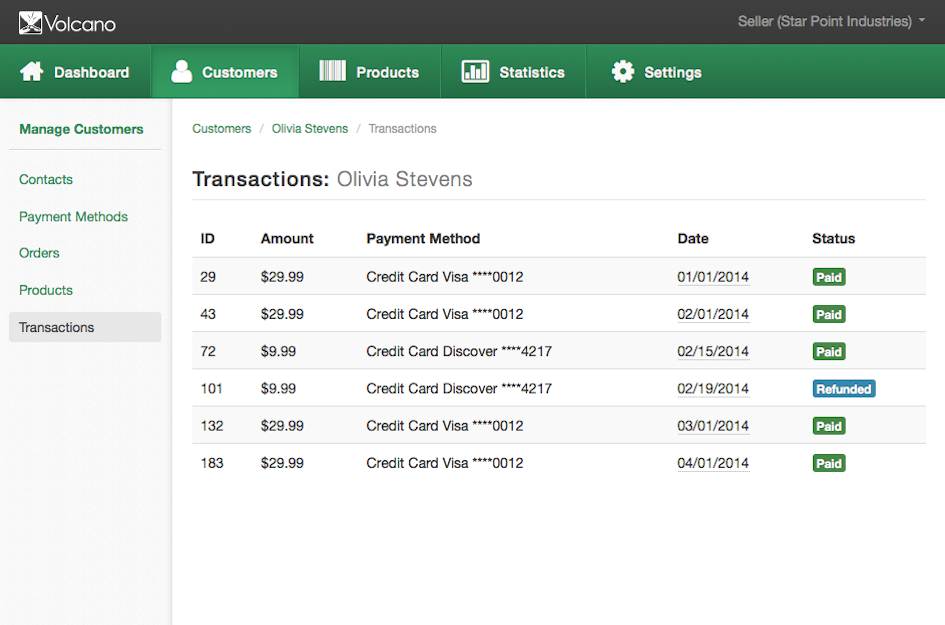 Volcano
Seller (Star Point Industries)
Dashboard Customers Products Statistics Settings
Manage Customers
Contacts
Payment Methods
Orders
Products
Transactions
Customers / Olivia Stevens / Transactions
Transactions: Olivia Stevens
ID Amount Payment Method Date Status
29 $29.99 Credit Card Visa ****0012 01/01/2014 Paid
43 $29.99 Credit Card Visa ****0012 02/01/2014 Paid
72 $9.99 Credit Card Discover ****4217 02/15/2014 Paid
101 $9.99 Credit Card Discover ****4217 02/19/2014 Refunded
132 $29.99 Credit Card Visa ****0012 03/01/2014 Paid
183 $29.99 Credit Card Visa ****0012 04/01/2014 Paid